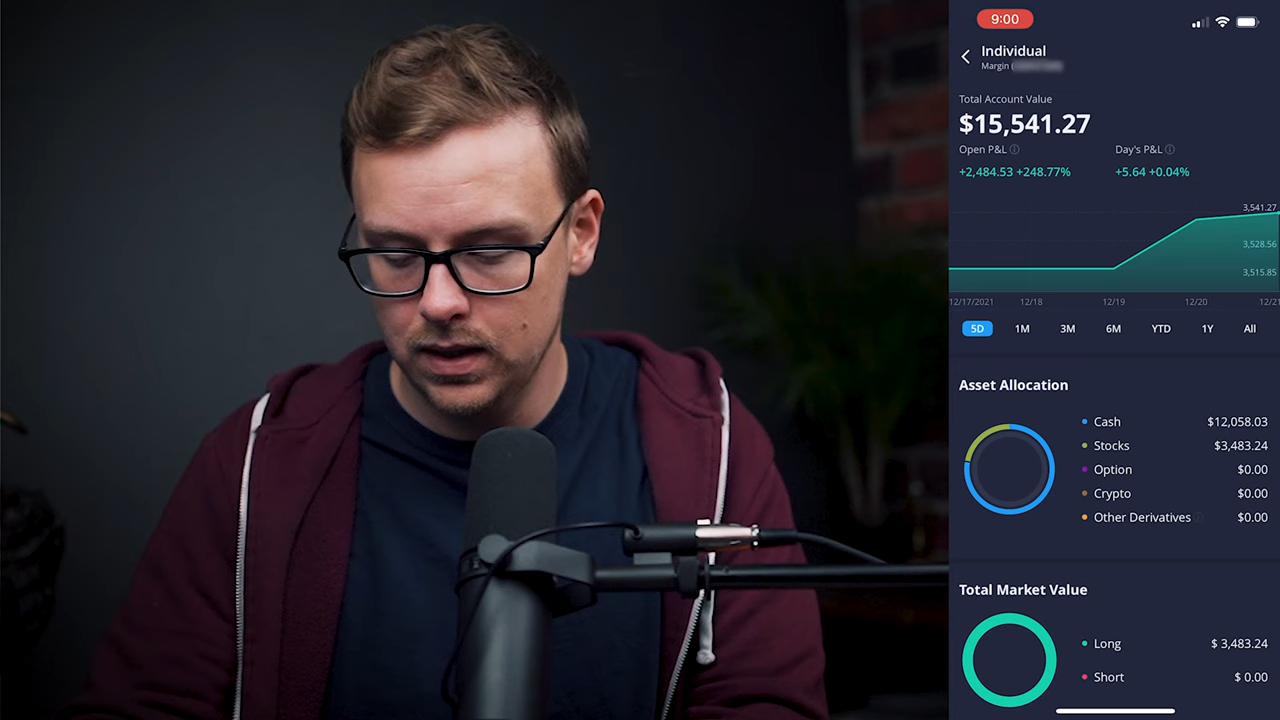 9:00
Individual
Margin (
Total Account Value
$15,541.27
Open P&L
Day's P&L
+2,484.53 +248.77%
+5.64 +0.04%
3,541.27
3,528.56
3,515.85
12/17/2021 12/18 12/19 12/20 12/21
5D 1M 3M 6M YTD 1Y All
Asset Allocation
Cash $12,058.03
Stocks $3,483.24
Option $0.00
Crypto $0.00
Other Derivatives $0.00
Total Market Value
Long $ 3,483.24
Short $ 0.00